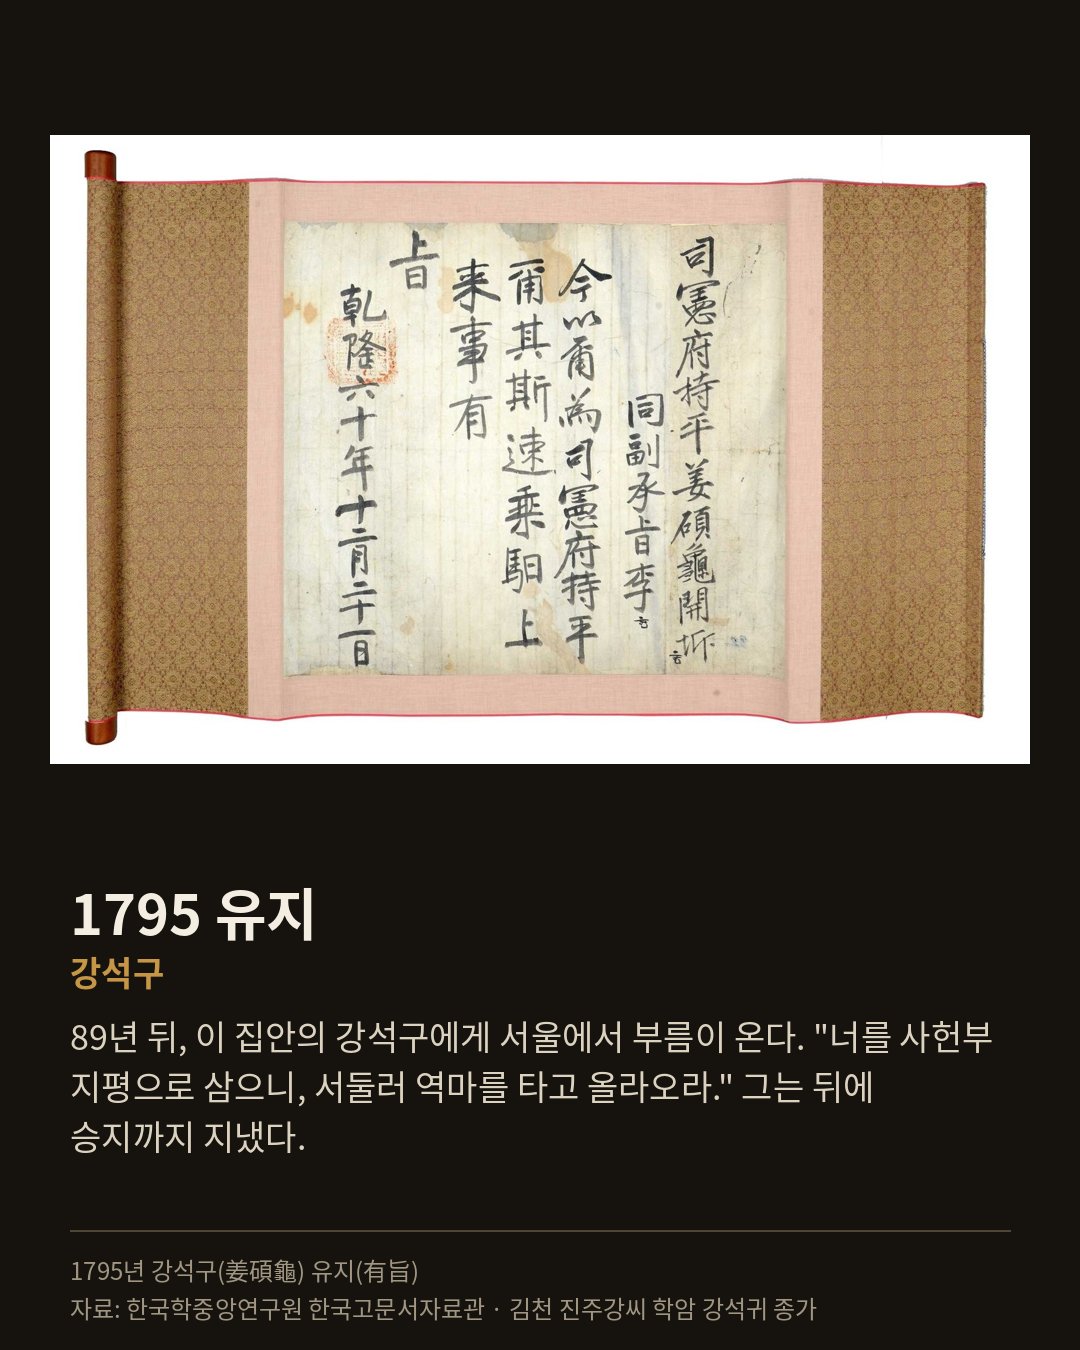 司憲府持平姜碩龜開坼
同副承旨李
今以爾為司憲府持平
爾其斯速乘馹上
来事有
旨
乾隆六十年十二月二十一日
1795 유지
강석구
89년 뒤, 이 집안의 강석구에게 서울에서 부름이 온다. "너를 사헌부
지평으로 삼으니, 서둘러 역마를 타고 올라오라." 그는 뒤에
승지까지 지냈다.
1795년 강석구(姜碩龜) 유지(有旨)
자료: 한국학중앙연구원 한국고문서자료관 · 김천 진주강씨 학암 강석귀 종가